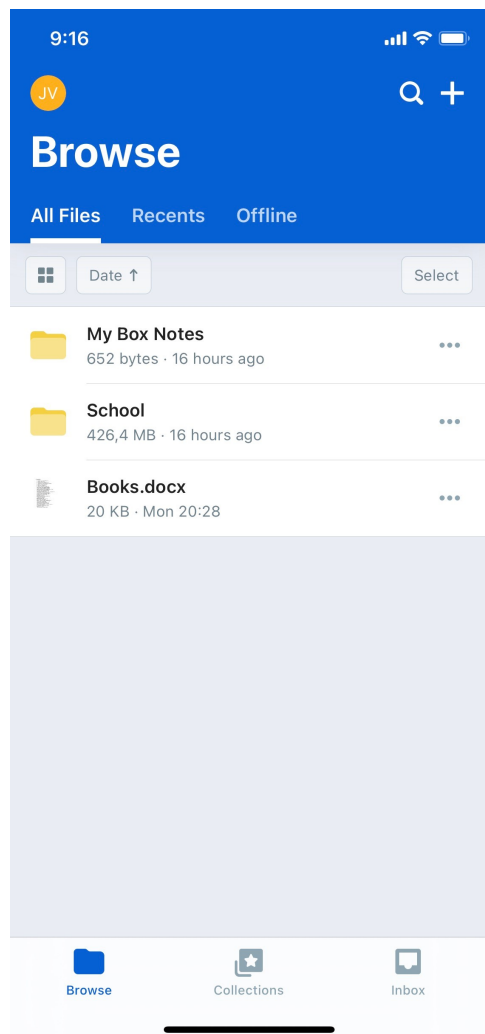 9:16
JV
Browse
All Files Recents Offline
Date ↑ Select
My Box Notes
652 bytes · 16 hours ago
School
426,4 MB · 16 hours ago
Books.docx
20 KB · Mon 20:28
Browse Collections Inbox